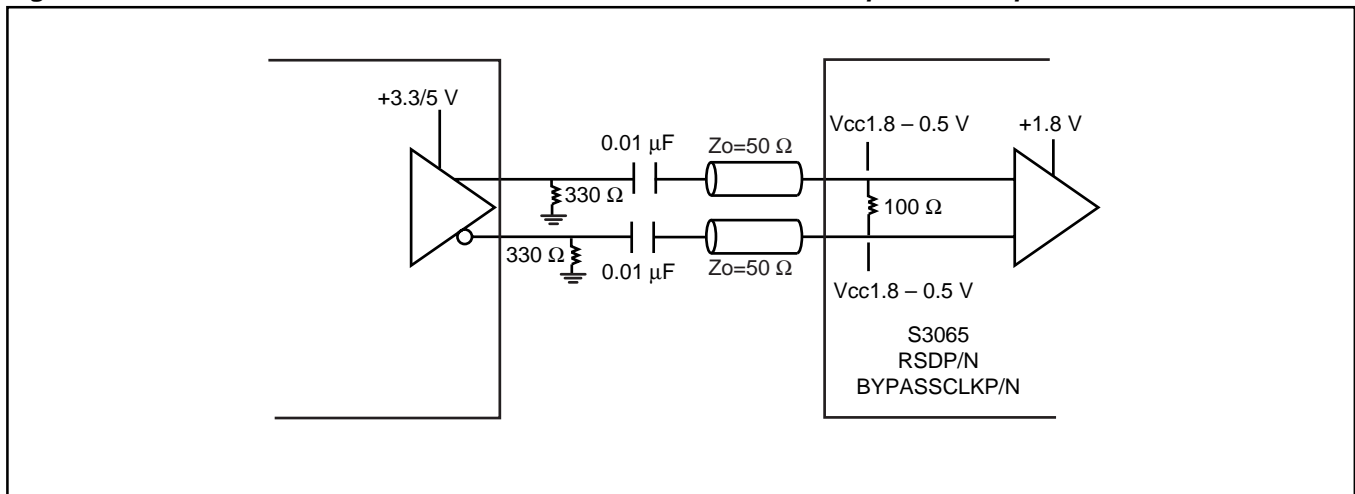 +3.3/5 V
0.01 μF
Zo=50 Ω
Vcc1.8 – 0.5 V
+1.8 V
330 Ω
100 Ω
330 Ω
0.01 μF
Zo=50 Ω
Vcc1.8 – 0.5 V
S3065
RSDP/N
BYPASSCLKP/N